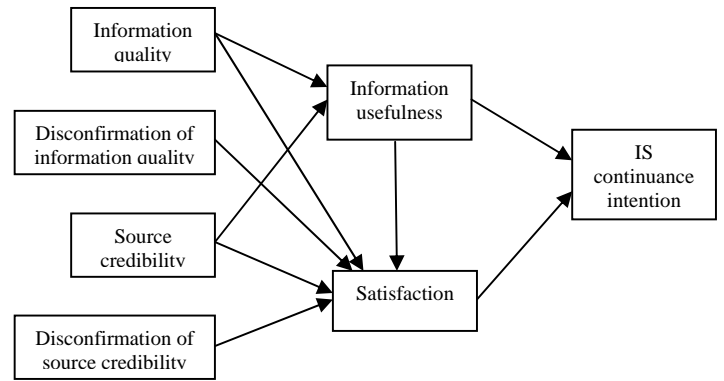 Information
quality
Disconfirmation of
information quality
Source
credibility
Disconfirmation of
source credibility
Information
usefulness
Satisfaction
IS
continuance
intention